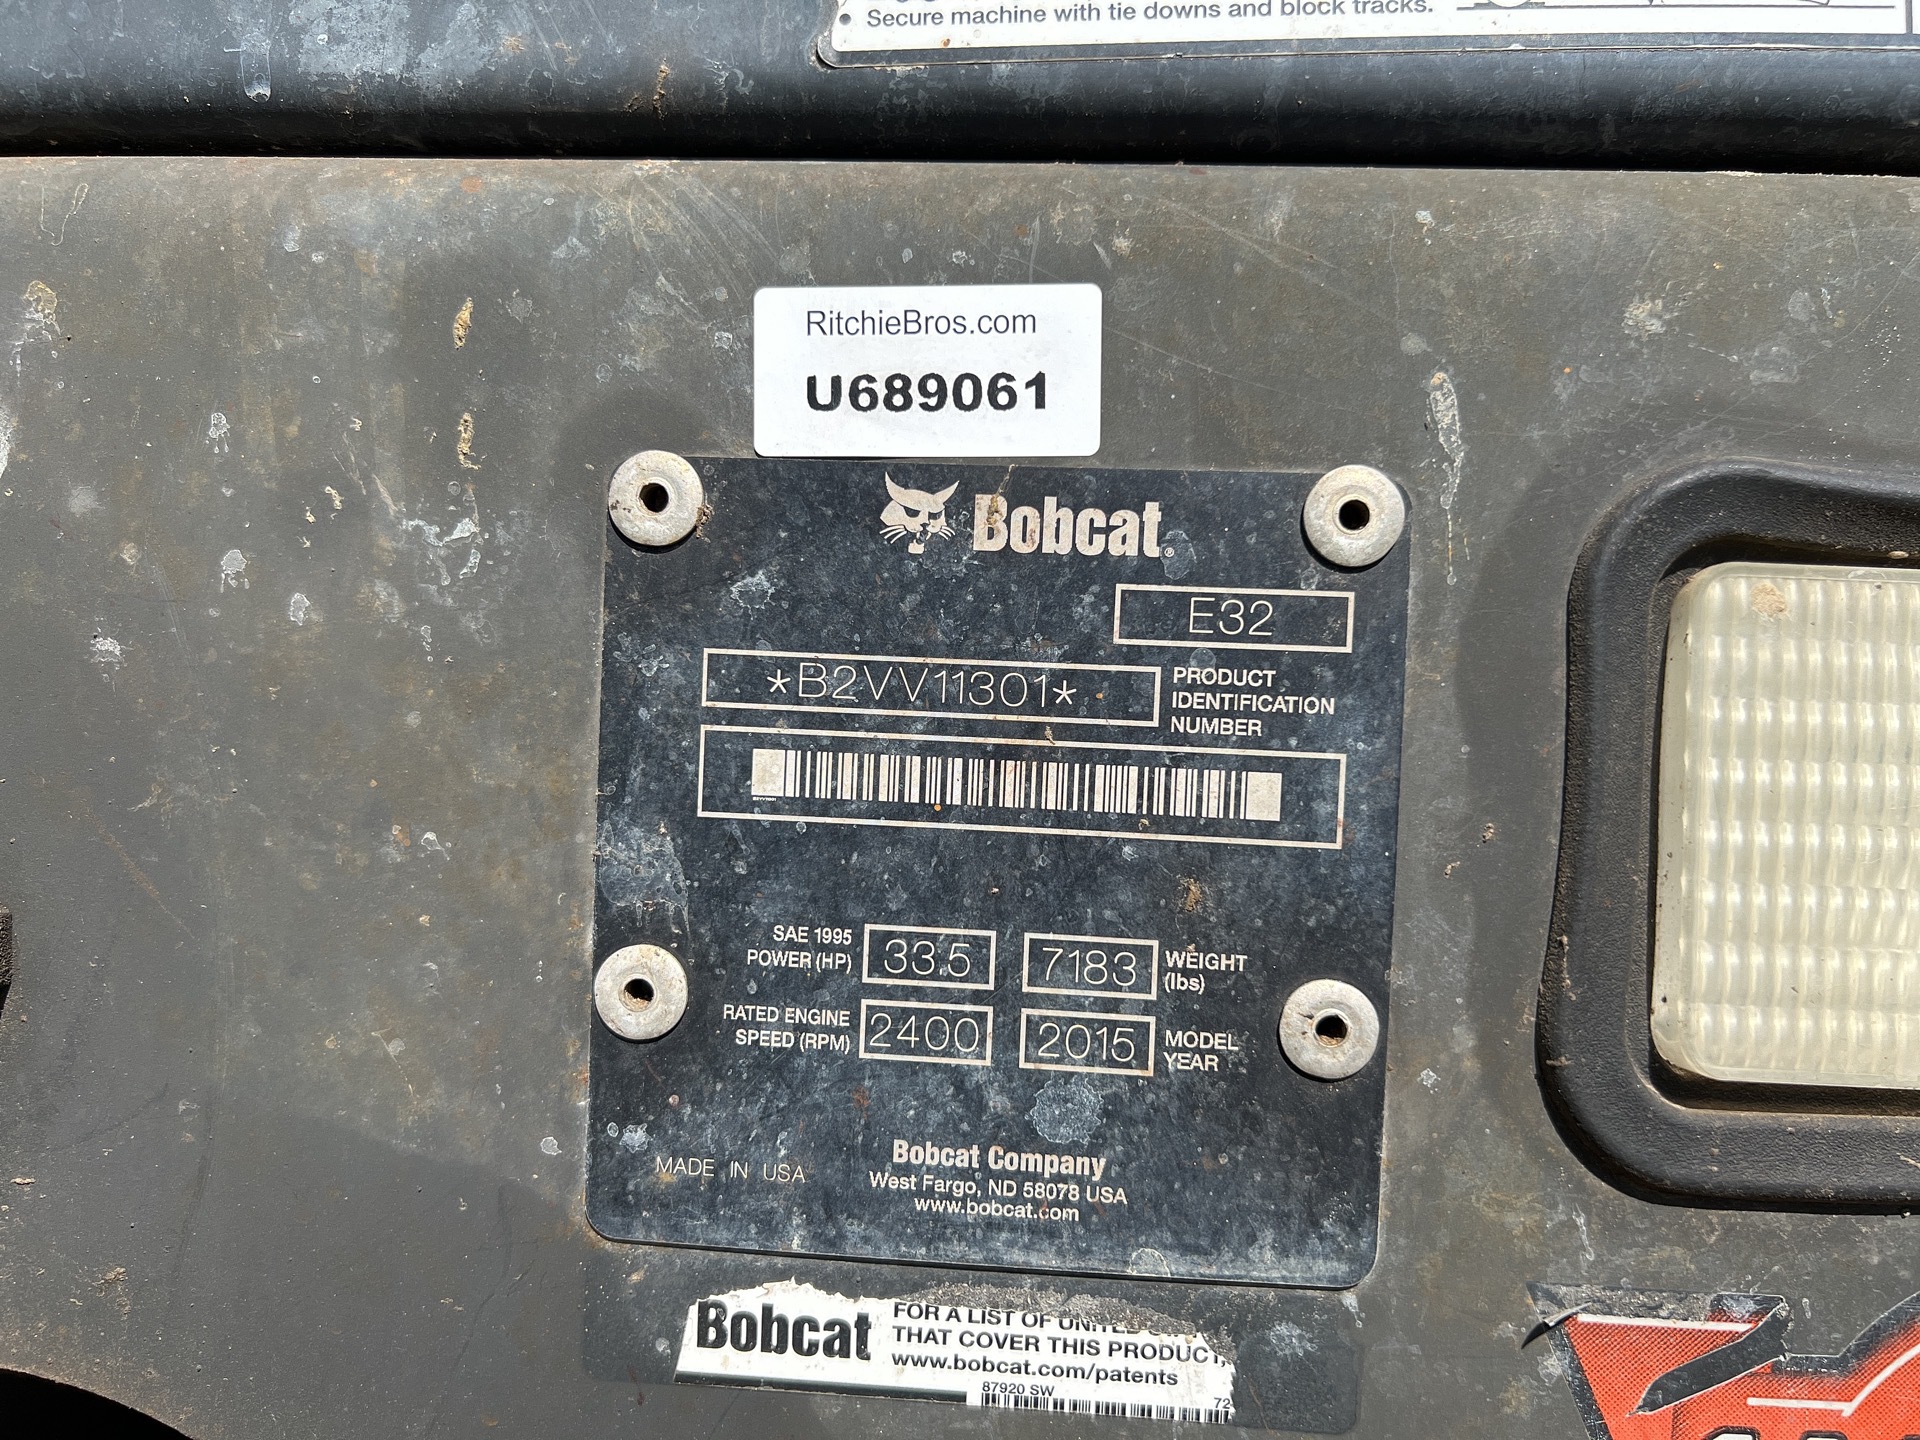 • Secure machine with tie downs and block tracks.
RitchieBros.com
U689061
Bobcat®
E32
*B2VV11301*
PRODUCT
IDENTIFICATION
NUMBER
B2VV11301
SAE 1995
POWER (HP)
33.5
7183
WEIGHT
(lbs)
RATED ENGINE
SPEED (RPM)
2400
2015
MODEL
YEAR
MADE IN USA
Bobcat Company
West Fargo, ND 58078 USA
www.bobcat.com
Bobcat
FOR A LIST OF UNITED
THAT COVER THIS PRODUCT,
www.bobcat.com/patents
87920 SW
72